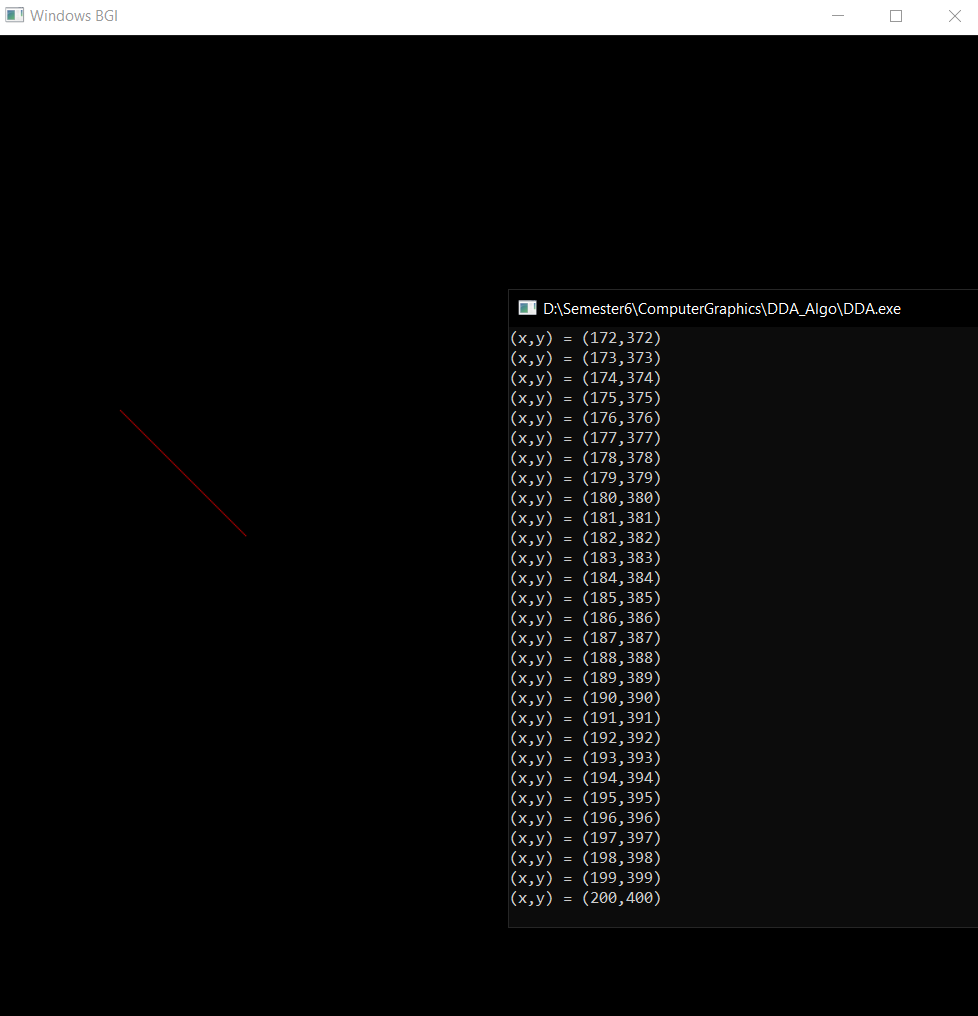 Windows BGI
D:\Semester6\ComputerGraphics\DDA_Algo\DDA.exe
(x,y) = (172,372)
(x,y) = (173,373)
(x,y) = (174,374)
(x,y) = (175,375)
(x,y) = (176,376)
(x,y) = (177,377)
(x,y) = (178,378)
(x,y) = (179,379)
(x,y) = (180,380)
(x,y) = (181,381)
(x,y) = (182,382)
(x,y) = (183,383)
(x,y) = (184,384)
(x,y) = (185,385)
(x,y) = (186,386)
(x,y) = (187,387)
(x,y) = (188,388)
(x,y) = (189,389)
(x,y) = (190,390)
(x,y) = (191,391)
(x,y) = (192,392)
(x,y) = (193,393)
(x,y) = (194,394)
(x,y) = (195,395)
(x,y) = (196,396)
(x,y) = (197,397)
(x,y) = (198,398)
(x,y) = (199,399)
(x,y) = (200,400)